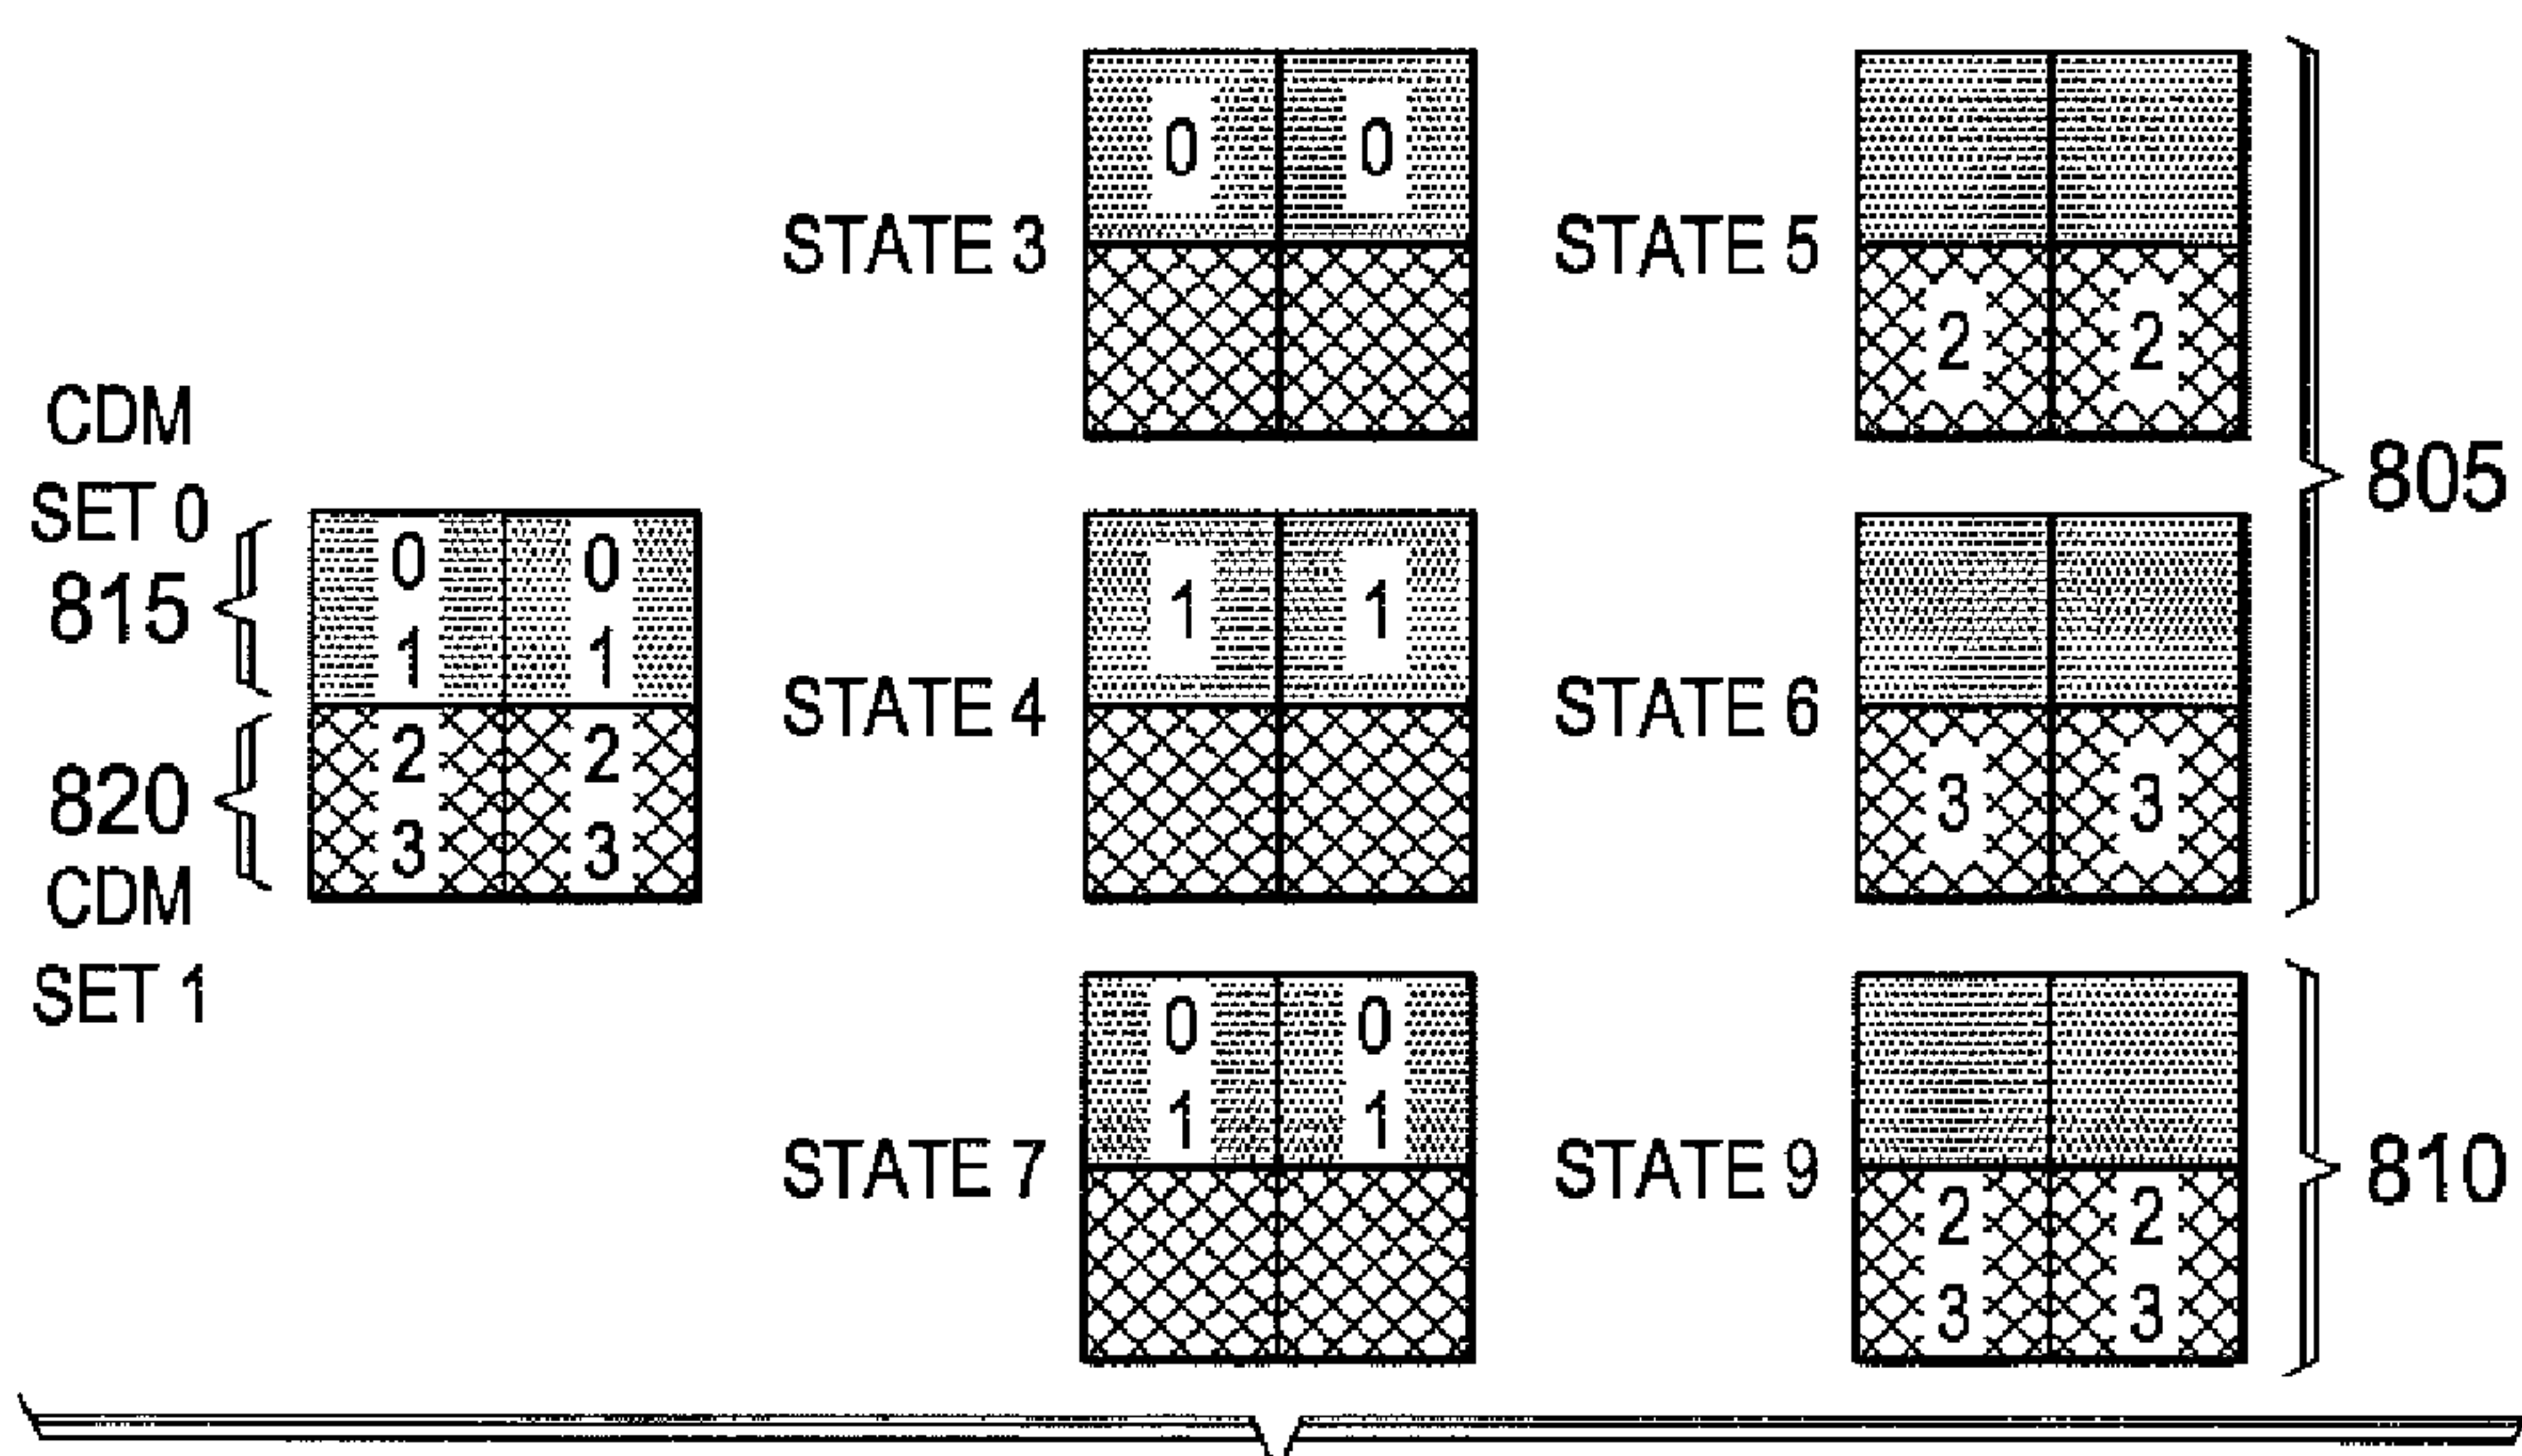 CDM
SET 0
815
820
CDM
SET 1
0 0
1 1
2 2
3 3
STATE 3
0 0
STATE 5
2 2
STATE 4
1 1
STATE 6
3 3
805
STATE 7
0 0
1 1
STATE 9
2 2
3 3
810